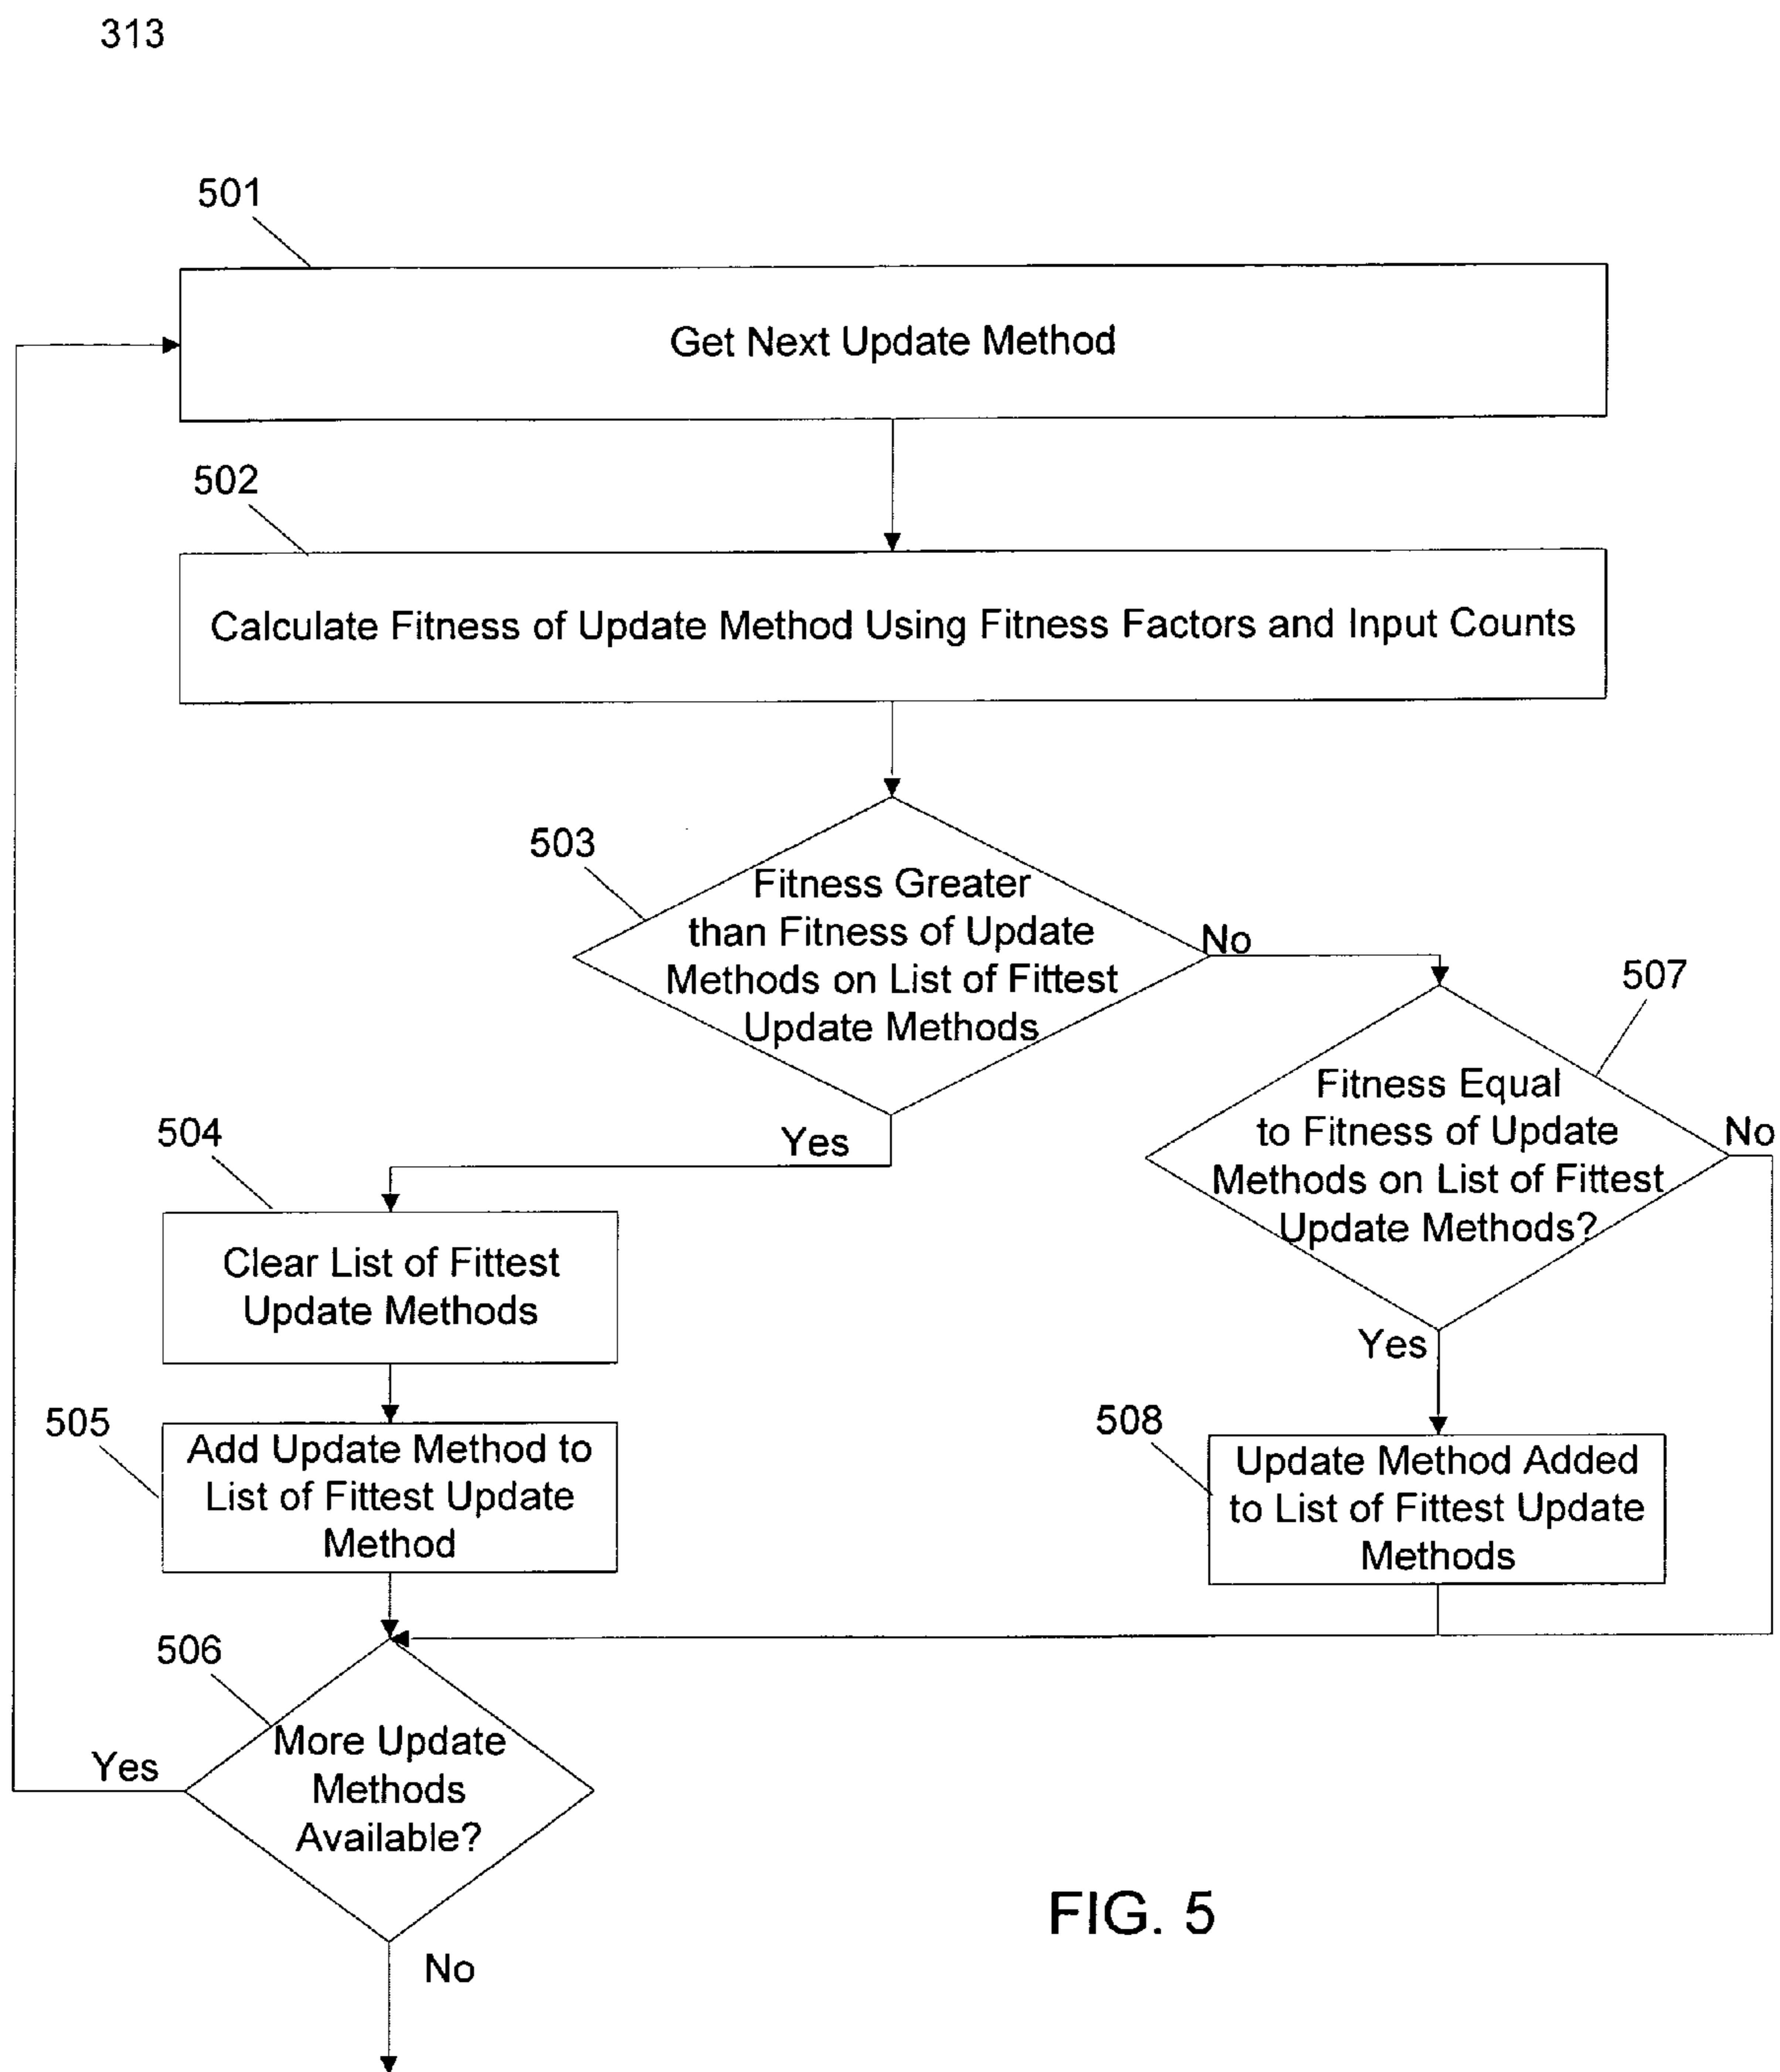 313
501
Get Next Update Method
502
Calculate Fitness of Update Method Using Fitness Factors and Input Counts
503
Fitness Greater
than Fitness of Update
Methods on List of Fittest
Update Methods
No
507
Fitness Equal
to Fitness of Update
Methods on List of Fittest
Update Methods?
No
Yes
504
Clear List of Fittest
Update Methods
Yes
505
Add Update Method to
List of Fittest Update
Method
508
Update Method Added
to List of Fittest Update
Methods
506
More Update
Methods
Available?
Yes
No
FIG. 5